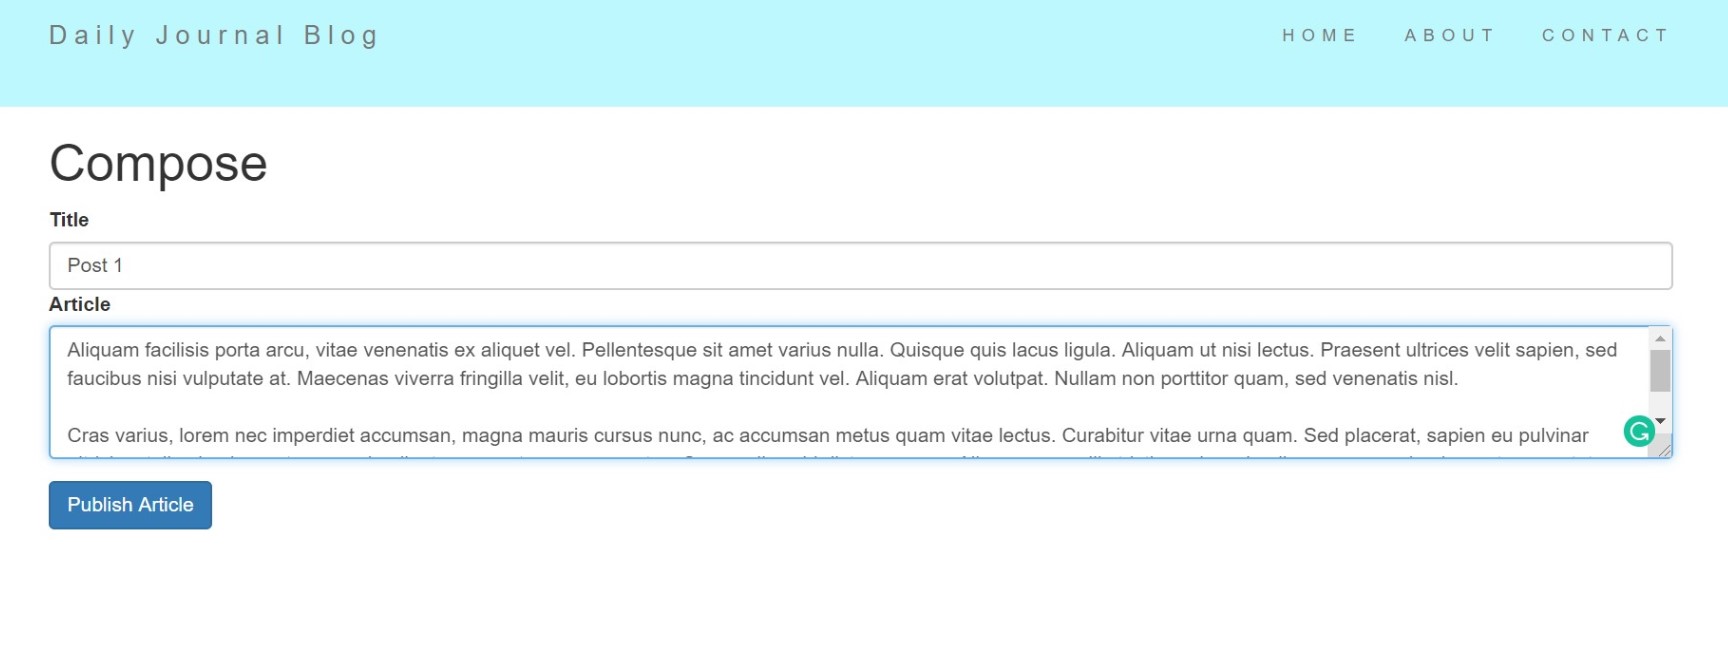 Daily Journal Blog
HOME ABOUT CONTACT
Compose
Title
Post 1
Article
Aliquam facilisis porta arcu, vitae venenatis ex aliquet vel. Pellentesque sit amet varius nulla. Quisque quis lacus ligula. Aliquam ut nisi lectus. Praesent ultrices velit sapien, sed
faucibus nisi vulputate at. Maecenas viverra fringilla velit, eu lobortis magna tincidunt vel. Aliquam erat volutpat. Nullam non porttitor quam, sed venenatis nisl.
Cras varius, lorem nec imperdiet accumsan, magna mauris cursus nunc, ac accumsan metus quam vitae lectus. Curabitur vitae urna quam. Sed placerat, sapien eu pulvinar
Publish Article